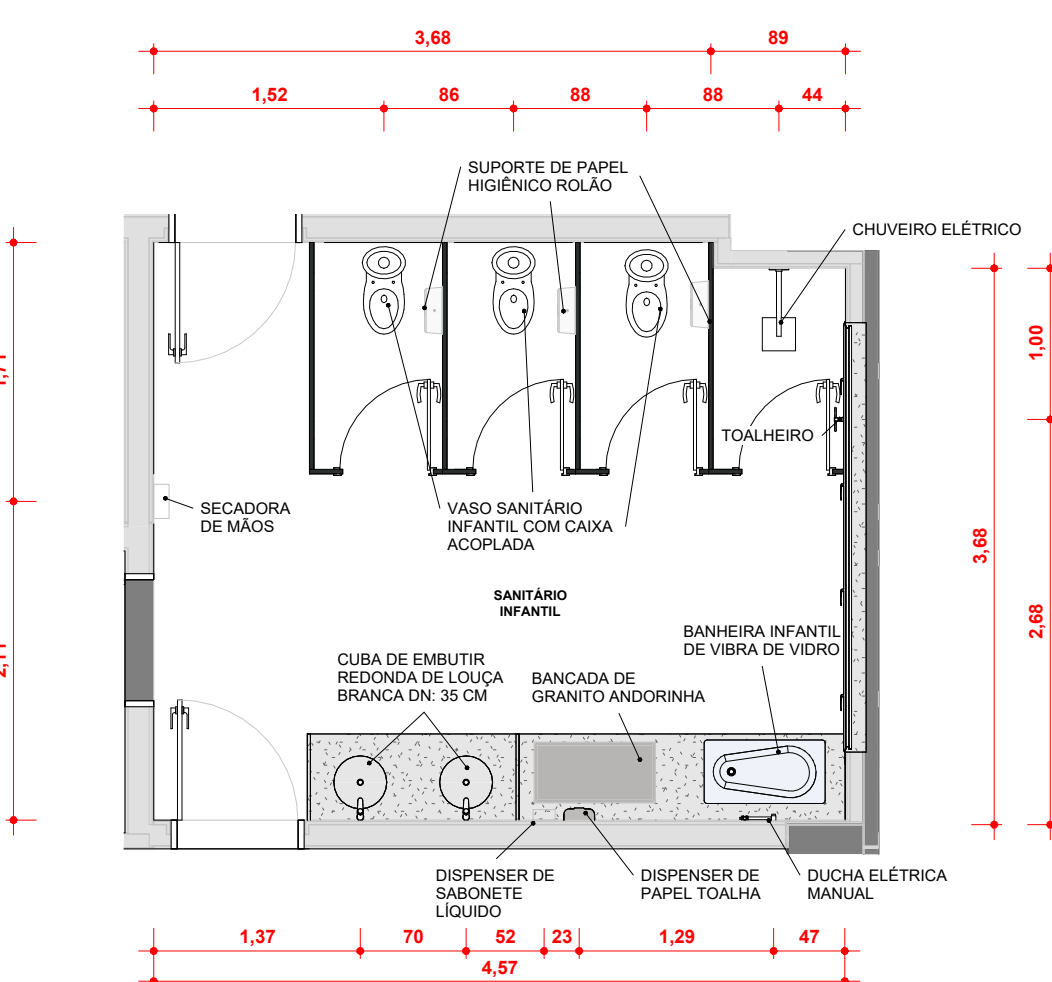 3,68
89
1,52
86
88
88
44
SUPORTE DE PAPEL
HIGIÊNICO ROLÃO
CHUVEIRO ELÉTRICO
1,00
TOALHEIRO
SECADORA
DE MÃOS
VASO SANITÁRIO
INFANTIL COM CAIXA
ACOPLADA
3,68
SANITÁRIO
INFANTIL
2,68
BANHEIRA INFANTIL
DE VIBRA DE VIDRO
CUBA DE EMBUTIR
REDONDA DE LOUÇA
BRANCA DN: 35 CM
BANCADA DE
GRANITO ANDORINHA
DISPENSER DE
SABONETE
LÍQUIDO
DISPENSER DE
PAPEL TOALHA
DUCHA ELÉTRICA
MANUAL
1,37
70
52
23
1,29
47
4,57